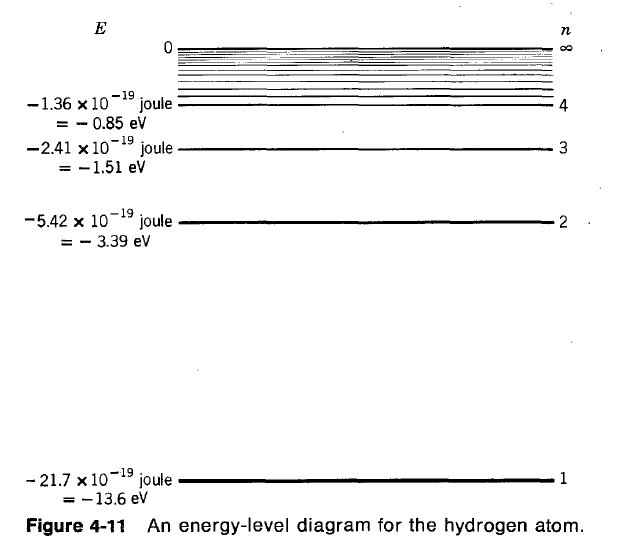 E n
0 ∞
−1.36 × 10⁻¹⁹ joule 4
= − 0.85 eV
−2.41 × 10⁻¹⁹ joule 3
= −1.51 eV
−5.42 × 10⁻¹⁹ joule 2
= − 3.39 eV
− 21.7 × 10⁻¹⁹ joule 1
= −13.6 eV
Figure 4-11 An energy-level diagram for the hydrogen atom.